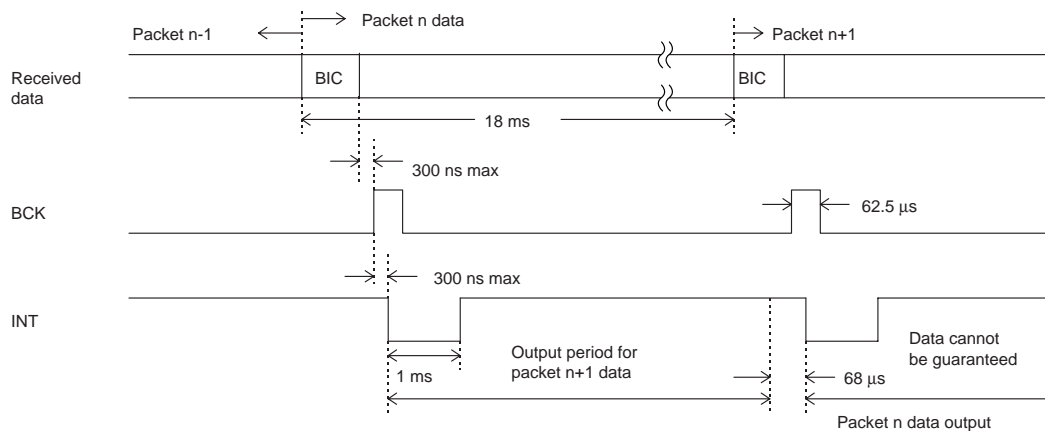 Packet n-1
Packet n data
Packet n+1
Received
data
BIC
BIC
18 ms
300 ns max
BCK
62.5 μs
300 ns max
INT
1 ms
Output period for
packet n+1 data
68 μs
Data cannot
be guaranteed
Packet n data output